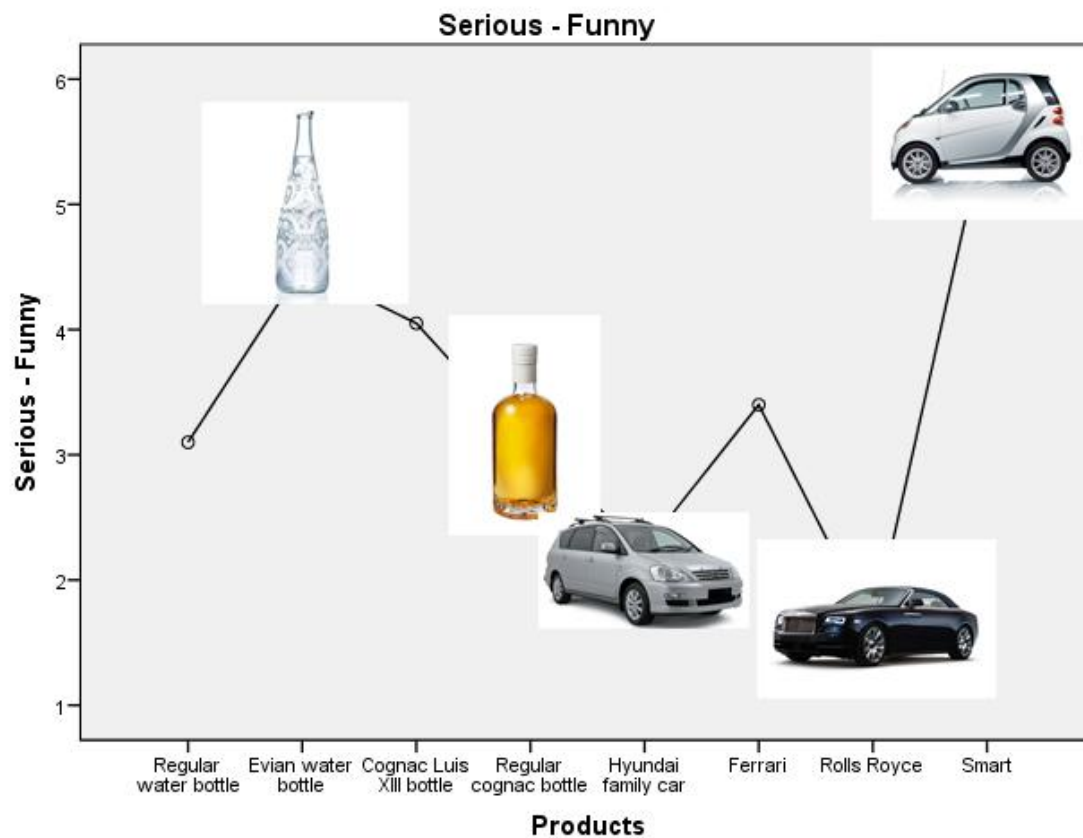 Serious - Funny
Serious - Funny
6
5
4
3
2
1
Regular
water bottle
Evian water
bottle
Cognac Luis
XIII bottle
Regular
cognac bottle
Hyundai
family car
Ferrari
Rolls Royce
Smart
Products